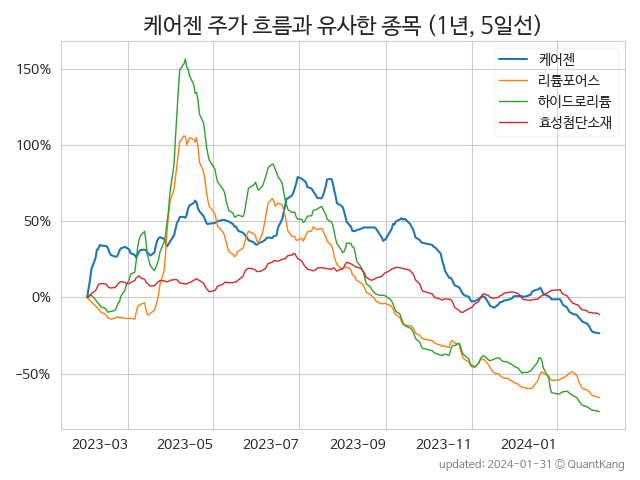 케어젠 주가 흐름과 유사한 종목 (1년, 5일선)
케어젠
리튬포어스
하이드로리튬
효성첨단소재
150%
100%
50%
0%
−50%
2023-03 2023-05 2023-07 2023-09 2023-11 2024-01
updated: 2024-01-31 © QuantKang